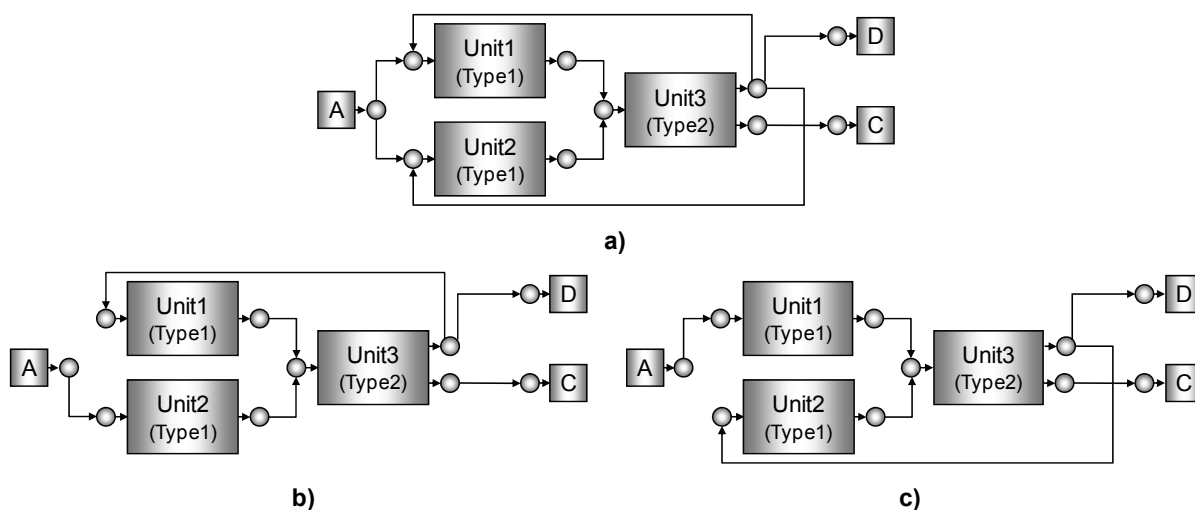 Unit1
(Type1)
D
A
Unit3
(Type2)
C
Unit2
(Type1)
a)
Unit1
(Type1)
D
A
Unit3
(Type2)
C
Unit2
(Type1)
b)
Unit1
(Type1)
D
A
Unit3
(Type2)
C
Unit2
(Type1)
c)